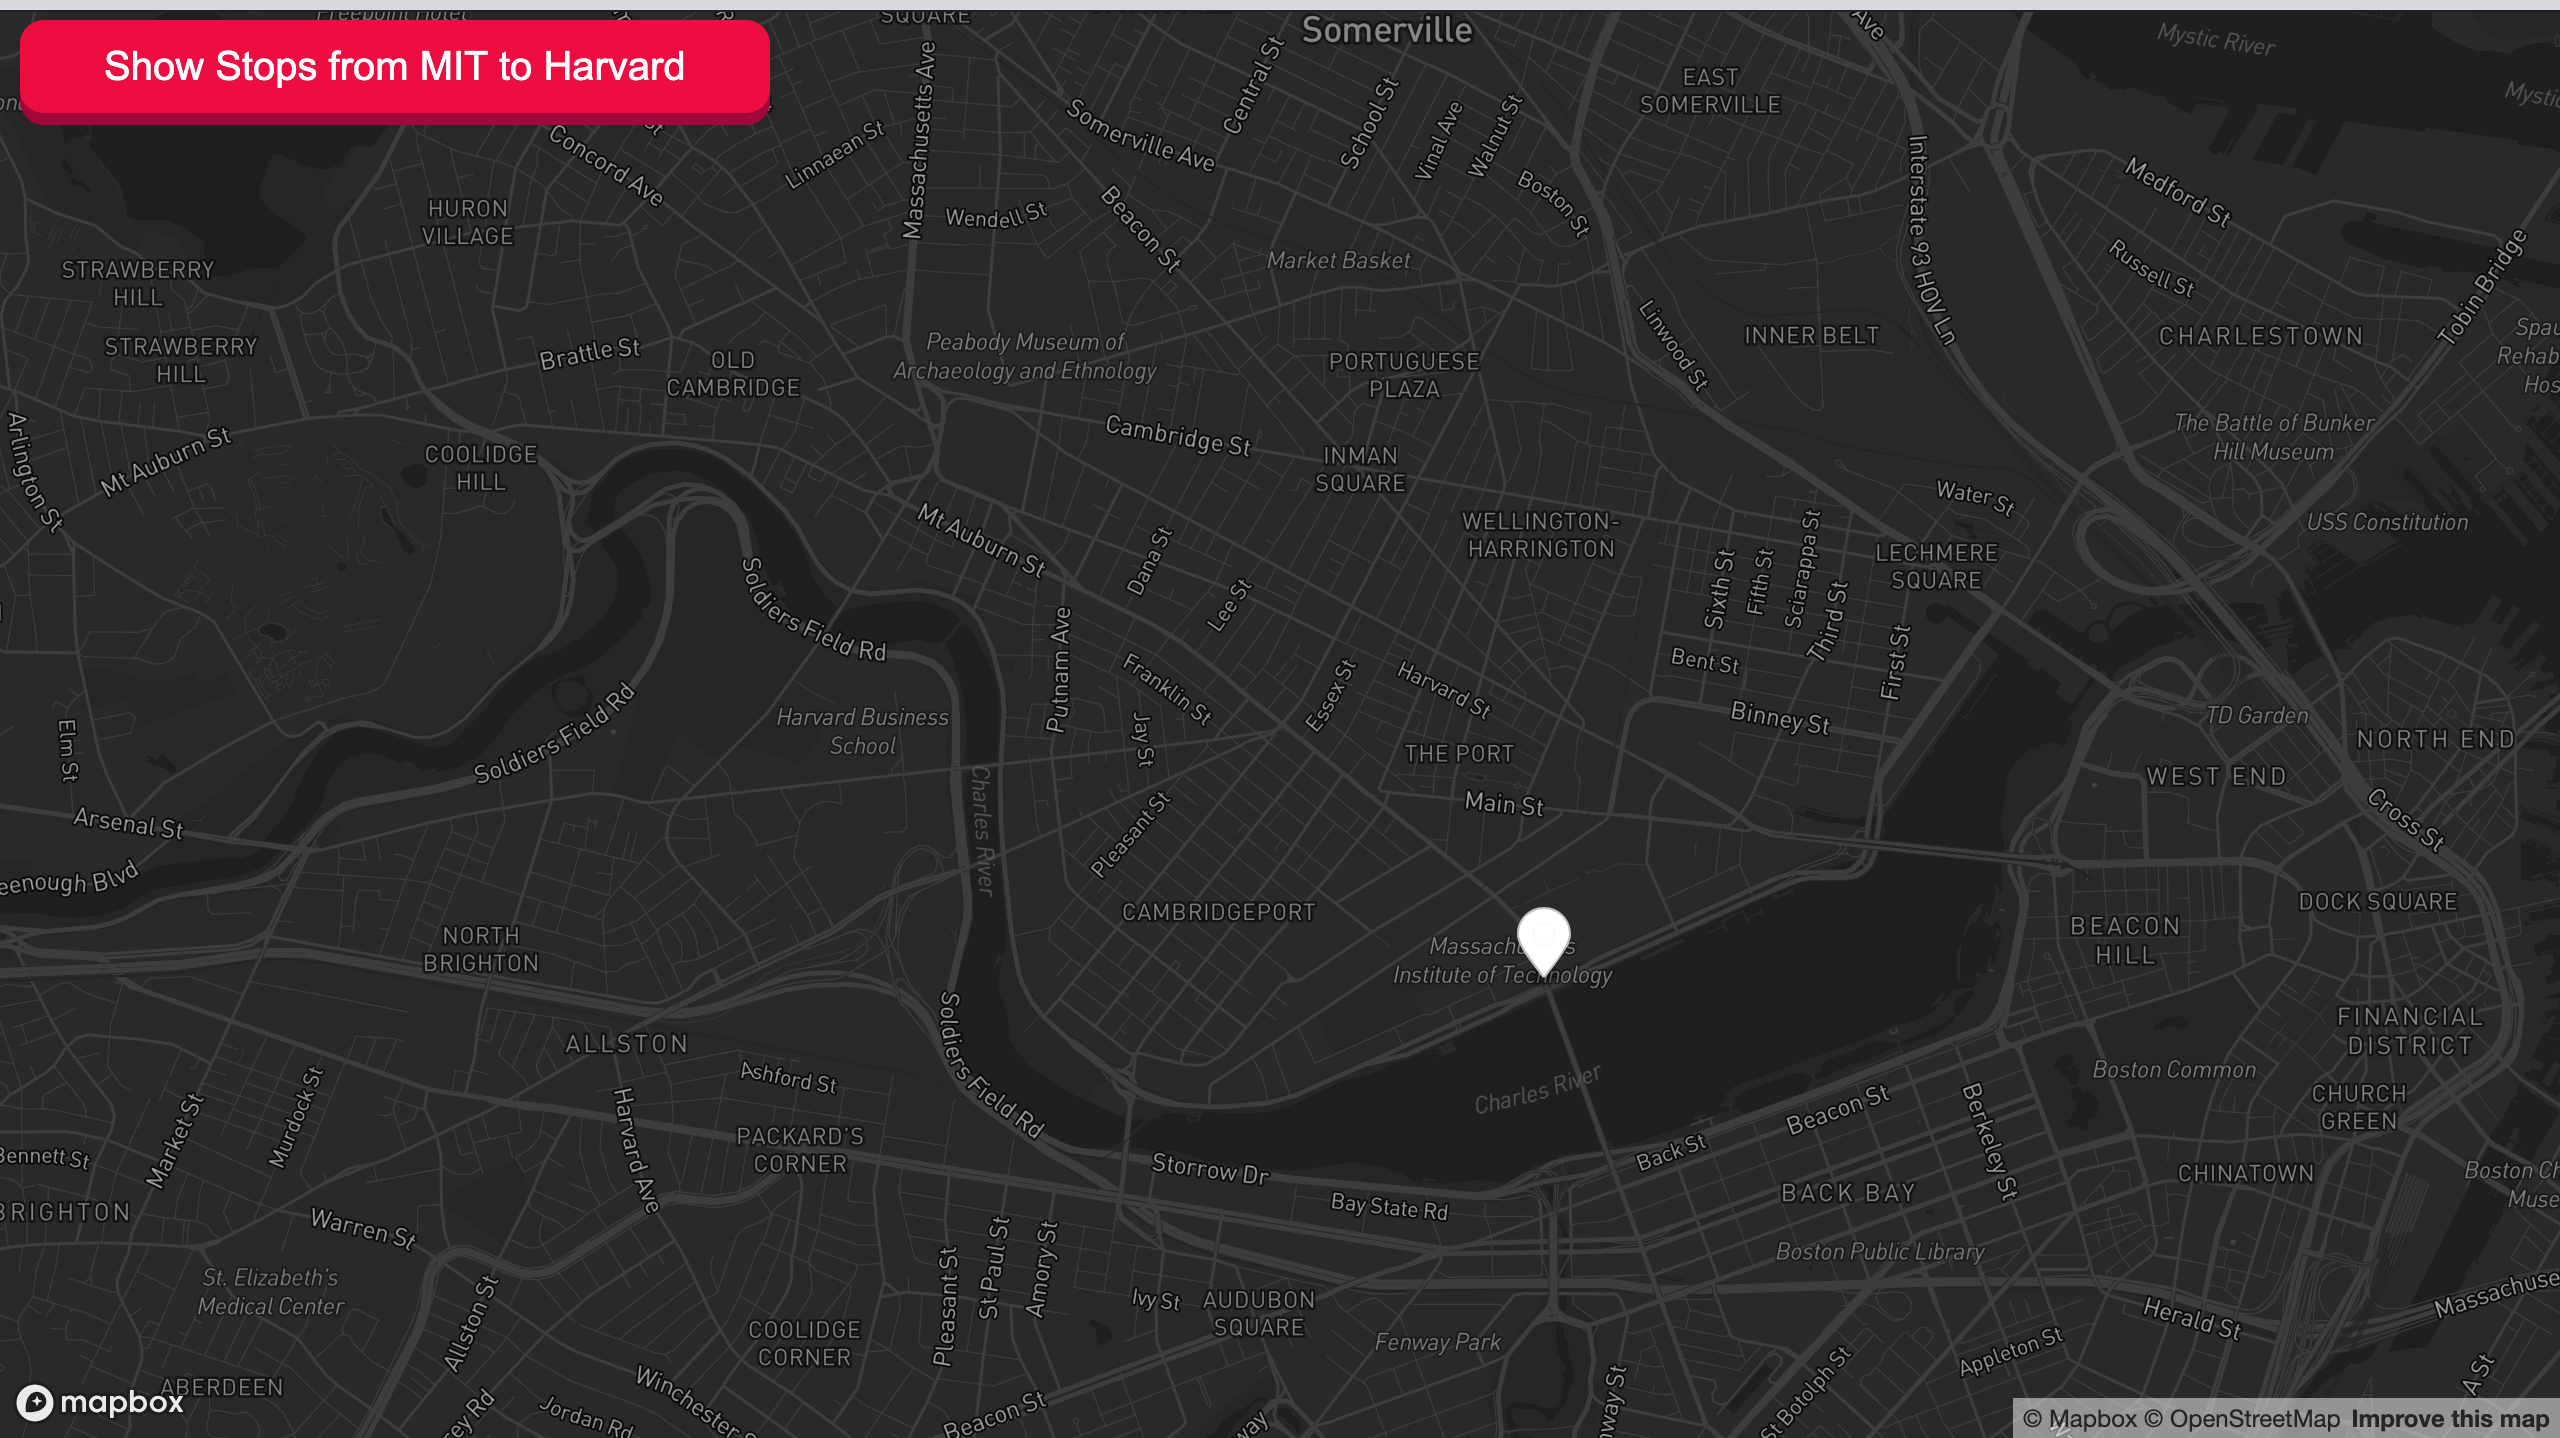 Show Stops from MIT to Harvard
SQUARE
Somerville
Mystic River
Central St
School St
Vinal Ave
Walnut St
EAST
SOMERVILLE
Massachusetts Ave
Somerville Ave
Concord Ave
Linnaean St
Boston St
Interstate 93 HOV Ln
Medford St
HURON
VILLAGE
Wendell St
Beacon St
Market Basket
Russell St
Tobin Bridge
STRAWBERRY
HILL
STRAWBERRY
HILL
Brattle St
OLD
CAMBRIDGE
Peabody Museum of
Archaeology and Ethnology
PORTUGUESE
PLAZA
Linwood St
INNER BELT
CHARLESTOWN
Arlington St
Mt Auburn St
COOLIDGE
HILL
Cambridge St
INMAN
SQUARE
The Battle of Bunker
Hill Museum
Water St
USS Constitution
Mt Auburn St
Dana St
Lee St
WELLINGTON-
HARRINGTON
Sixth St
Fifth St
Sciarappa St
Third St
LECHMERE
SQUARE
Soldiers Field Rd
Putnam Ave
Franklin St
Essex St
Harvard St
Bent St
First St
Binney St
Elm St
Soldiers Field Rd
Harvard Business
School
Jay St
THE PORT
TD Garden
NORTH END
WEST END
Arsenal St
Charles River
Pleasant St
Main St
Cross St
CAMBRIDGEPORT
DOCK SQUARE
BEACON
HILL
NORTH
BRIGHTON
Institute of Technology
FINANCIAL
DISTRICT
ALLSTON
Soldiers Field Rd
Ashford St
Charles River
Boston Common
Market St
Murdock St
Harvard Ave
Beacon St
Berkeley St
CHURCH
GREEN
PACKARD'S
CORNER
Storrow Dr
Back St
CHINATOWN
Bennett St
BRIGHTON
Warren St
Bay State Rd
BACK BAY
Boston Public Library
St. Elizabeth's
Medical Center
Allston St
Pleasant St
St Paul St
Amory St
Ivy St
AUDUBON
SQUARE
Fenway Park
COOLIDGE
CORNER
Herald St
Appleton St
St Botolph St
A St
ABERDEEN
Jordan Rd
Winchester
Beacon St
mapbox
© Mapbox © OpenStreetMap Improve this map